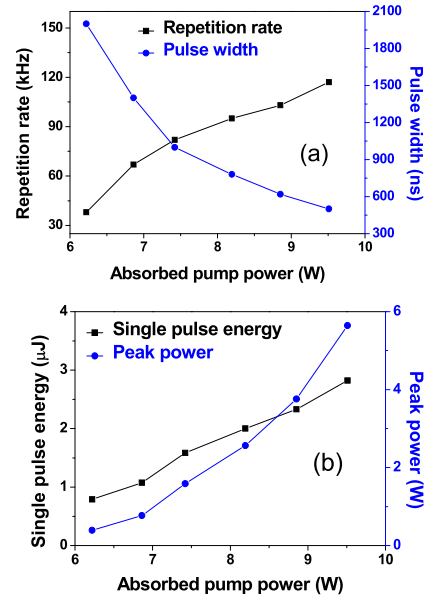 Repetition rate
Pulse width
Repetition rate (kHz)
150
120
90
60
30
2100
1800
1500
1200
900
600
300
Pulse width (ns)
(a)
6 7 8 9 10
Absorbed pump power (W)
Single pulse energy
Peak power
Single pulse energy (μJ)
4
3
2
1
0
6
4
2
0
Peak power (W)
(b)
6 7 8 9 10
Absorbed pump power (W)